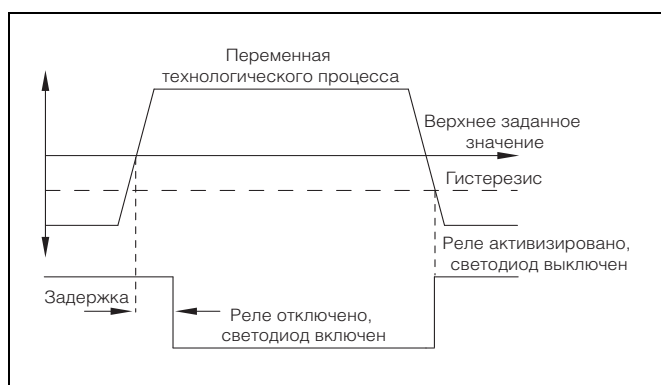 Переменная
технологического процесса
Верхнее заданное
значение
Гистерезис
Реле активизировано,
светодиод выключен
Задержка
Реле отключено,
светодиод включен